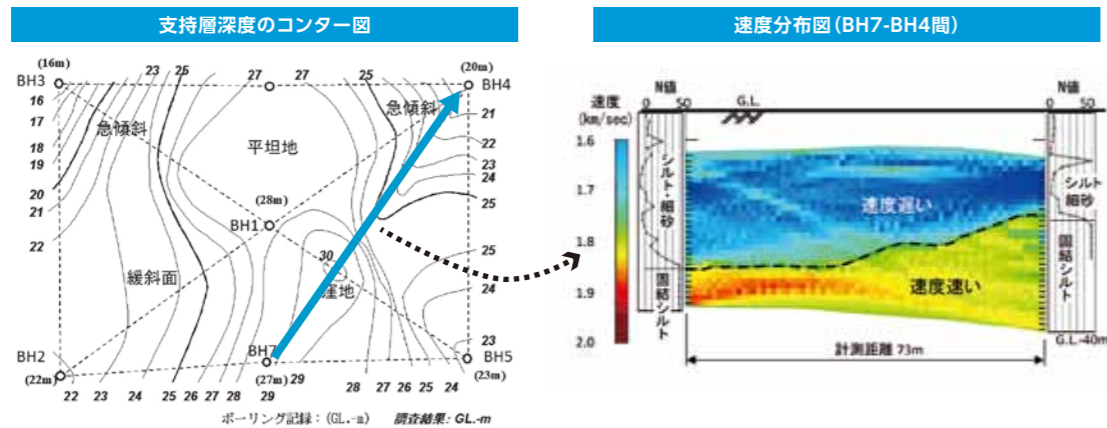 支持層深度のコンター図
速度分布図(BH7-BH4間)
(16m)
BH3
23
25
27
27
25
(20m)
BH4
16
17
18
19
20
21
22
急傾斜
平坦地
急傾斜
21
22
23
24
25
(28m)
BH1
30
窪地
緩斜面
25
24
23
BH2
(22m)
BH7
(27m)
BH5
(23m)
22 23 24 25 26 27 28 29
29
28 27 26 25 24
ボーリング記録:(GL.-m) 調査結果: GL.-m
速度
(km/sec)
1.6
1.7
1.8
1.9
2.0
N値
0 50
G.L.
N値
0 50
シルト・細砂
固結シルト
速度遅い
速度速い
シルト
細砂
固結シルト
計測距離 73m
G.L.-40m